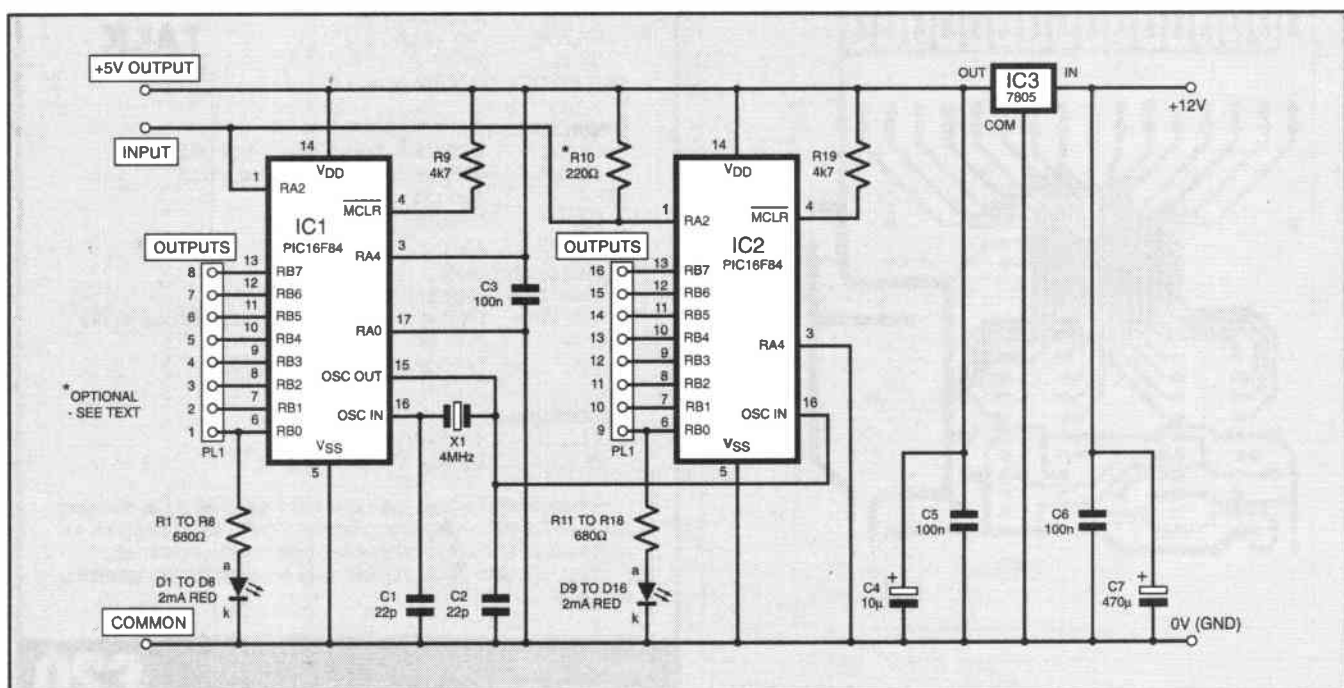 +5V OUTPUT
INPUT
OUT
IN
IC3
7805
COM
+12V
14
VDD
1
RA2
R9
4k7
4
MCLR
IC1
PIC16F84
3
RA4
OUTPUTS
8
13
RB7
7
12
RB6
6
11
RB5
5
10
RB4
4
9
RB3
3
8
RB2
2
7
RB1
1
6
RB0
PL1
17
RA0
15
OSC OUT
16
OSC IN
VSS
5
C3
100n
X1
4MHz
*OPTIONAL
- SEE TEXT
*R10
220Ω
14
VDD
1
RA2
R19
4k7
4
MCLR
IC2
PIC16F84
OUTPUTS
16
13
RB7
15
12
RB6
14
11
RB5
13
10
RB4
12
9
RB3
11
8
RB2
10
7
RB1
9
6
RB0
PL1
3
RA4
16
OSC IN
VSS
5
R1 TO R8
680Ω
a
D1 TO D8
2mA RED
k
C1
22p
C2
22p
R11 TO R18
680Ω
a
D9 TO D16
2mA RED
k
C5
100n
C6
100n
+
C4
10µ
+
C7
470µ
COMMON
0V (GND)